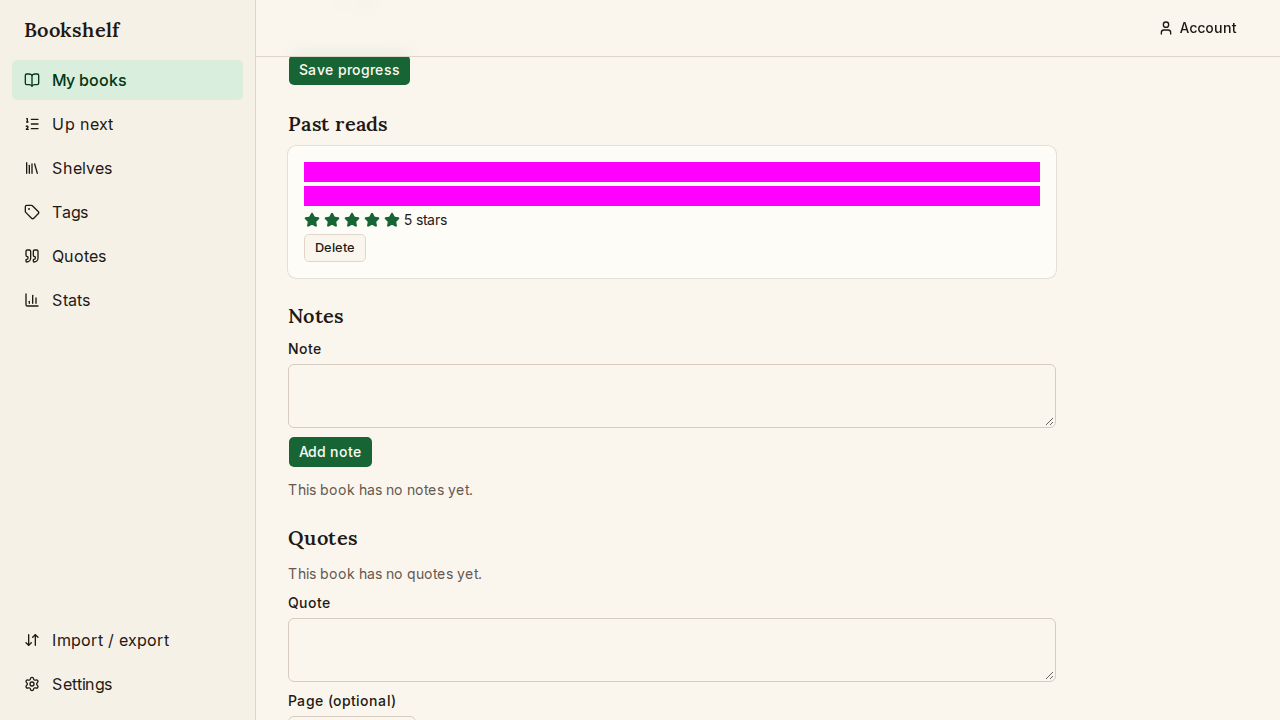 Bookshelf
My books
Up next
Shelves
Tags
Quotes
Stats
Import / export
Settings
Account
Save progress
Past reads
5 stars
Delete
Notes
Note
Add note
This book has no notes yet.
Quotes
This book has no quotes yet.
Quote
Page (optional)